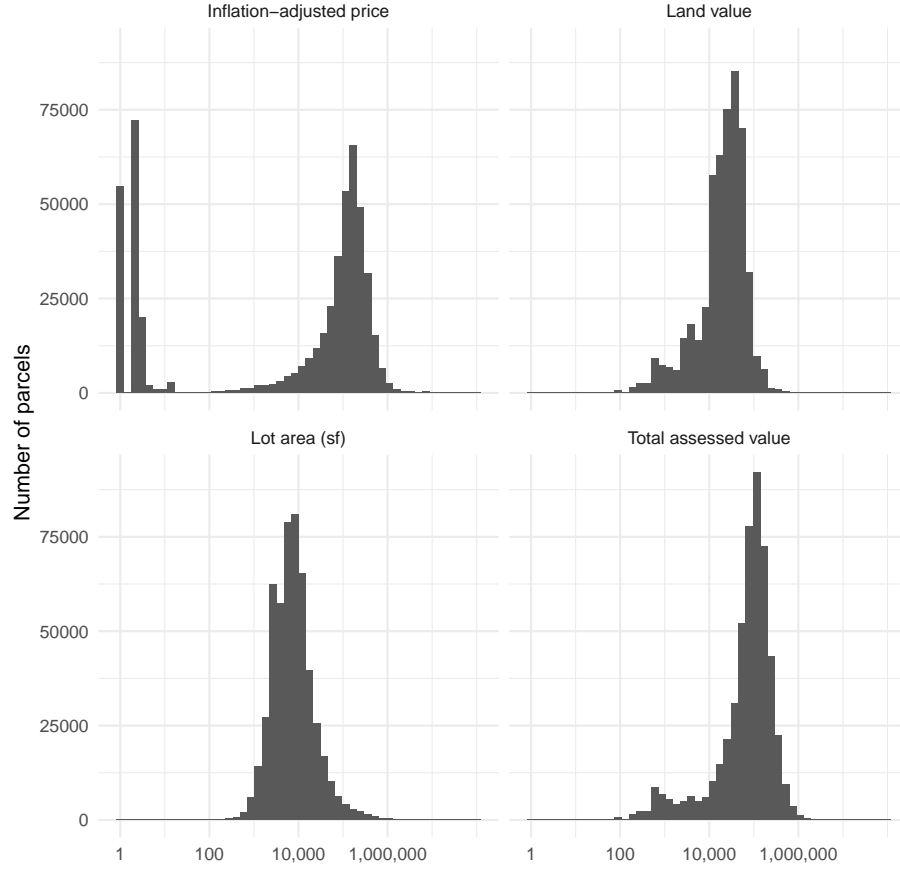 Inflation−adjusted price
Land value
75000
50000
25000
0
Number of parcels
Lot area (sf)
Total assessed value
75000
50000
25000
0
1 100 10,000 1,000,000
1 100 10,000 1,000,000